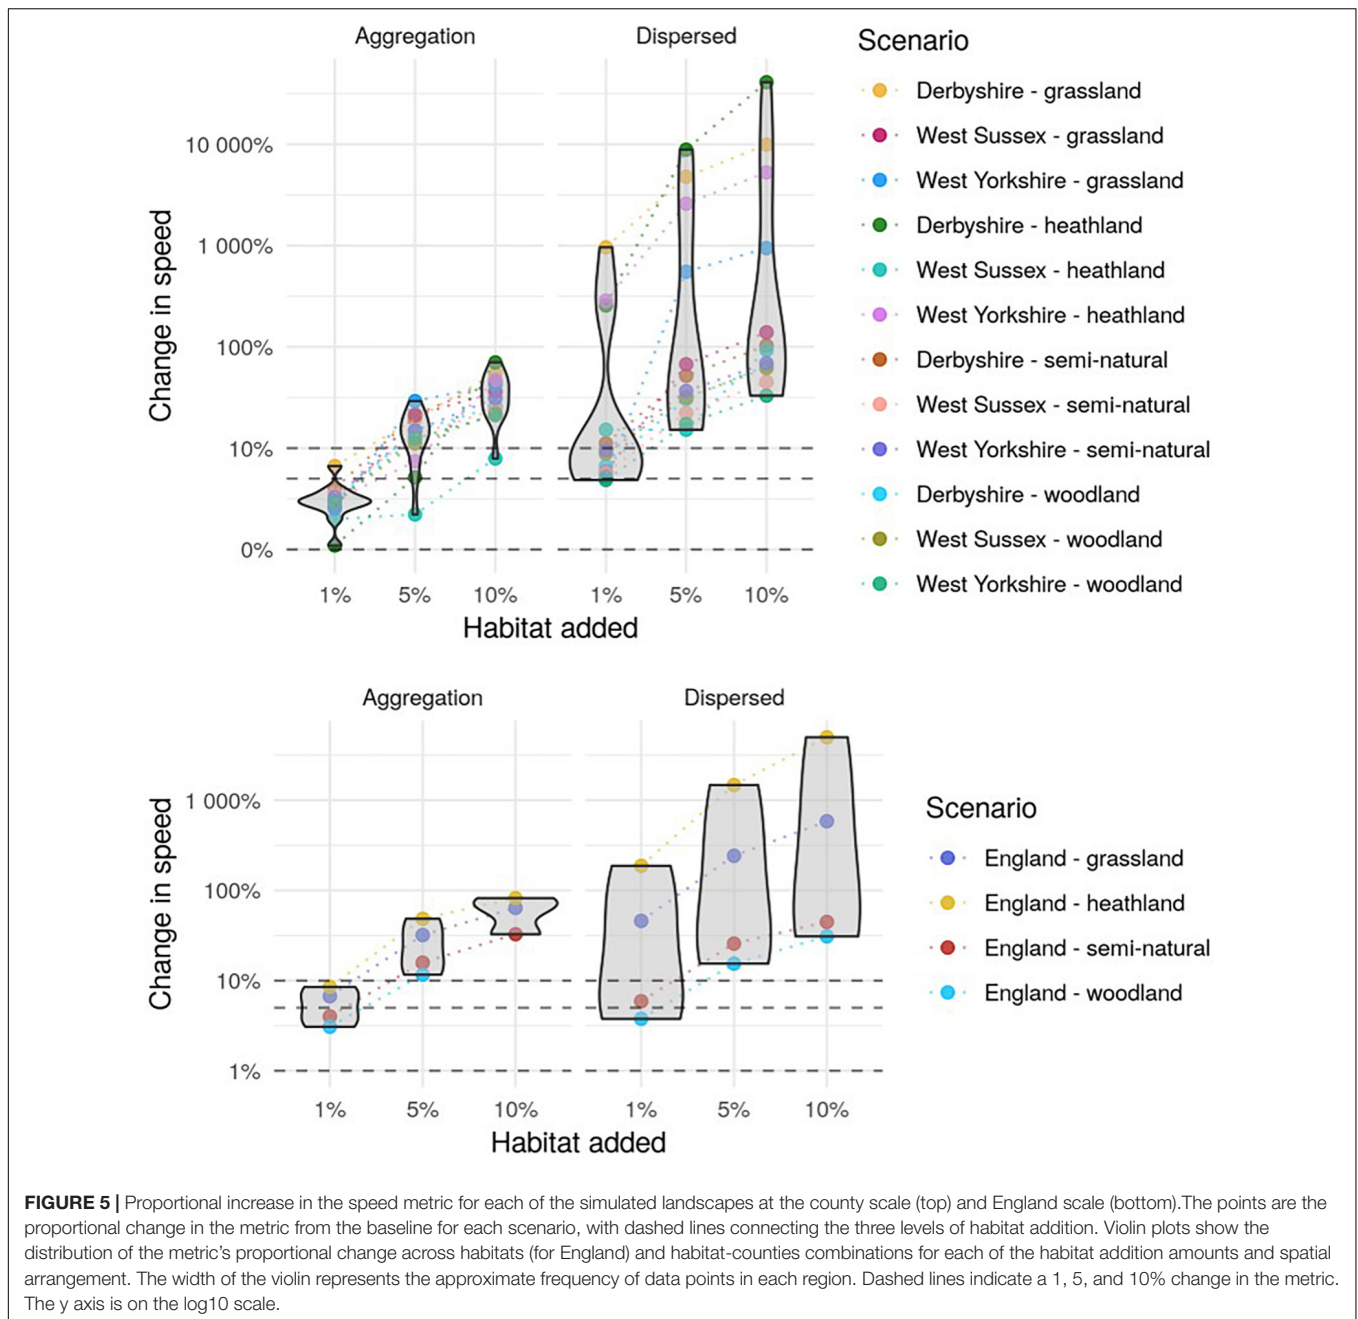 Aggregation
Dispersed
Change in speed
10 000%
1 000%
100%
10%
0%
1%
5%
10%
1%
5%
10%
Habitat added
Scenario
Derbyshire - grassland
West Sussex - grassland
West Yorkshire - grassland
Derbyshire - heathland
West Sussex - heathland
West Yorkshire - heathland
Derbyshire - semi-natural
West Sussex - semi-natural
West Yorkshire - semi-natural
Derbyshire - woodland
West Sussex - woodland
West Yorkshire - woodland
Aggregation
Dispersed
Change in speed
1 000%
100%
10%
1%
1%
5%
10%
1%
5%
10%
Habitat added
Scenario
England - grassland
England - heathland
England - semi-natural
England - woodland
FIGURE 5 | Proportional increase in the speed metric for each of the simulated landscapes at the county scale (top) and England scale (bottom).The points are the
proportional change in the metric from the baseline for each scenario, with dashed lines connecting the three levels of habitat addition. Violin plots show the
distribution of the metric's proportional change across habitats (for England) and habitat-counties combinations for each of the habitat addition amounts and spatial
arrangement. The width of the violin represents the approximate frequency of data points in each region. Dashed lines indicate a 1, 5, and 10% change in the metric.
The y axis is on the log10 scale.